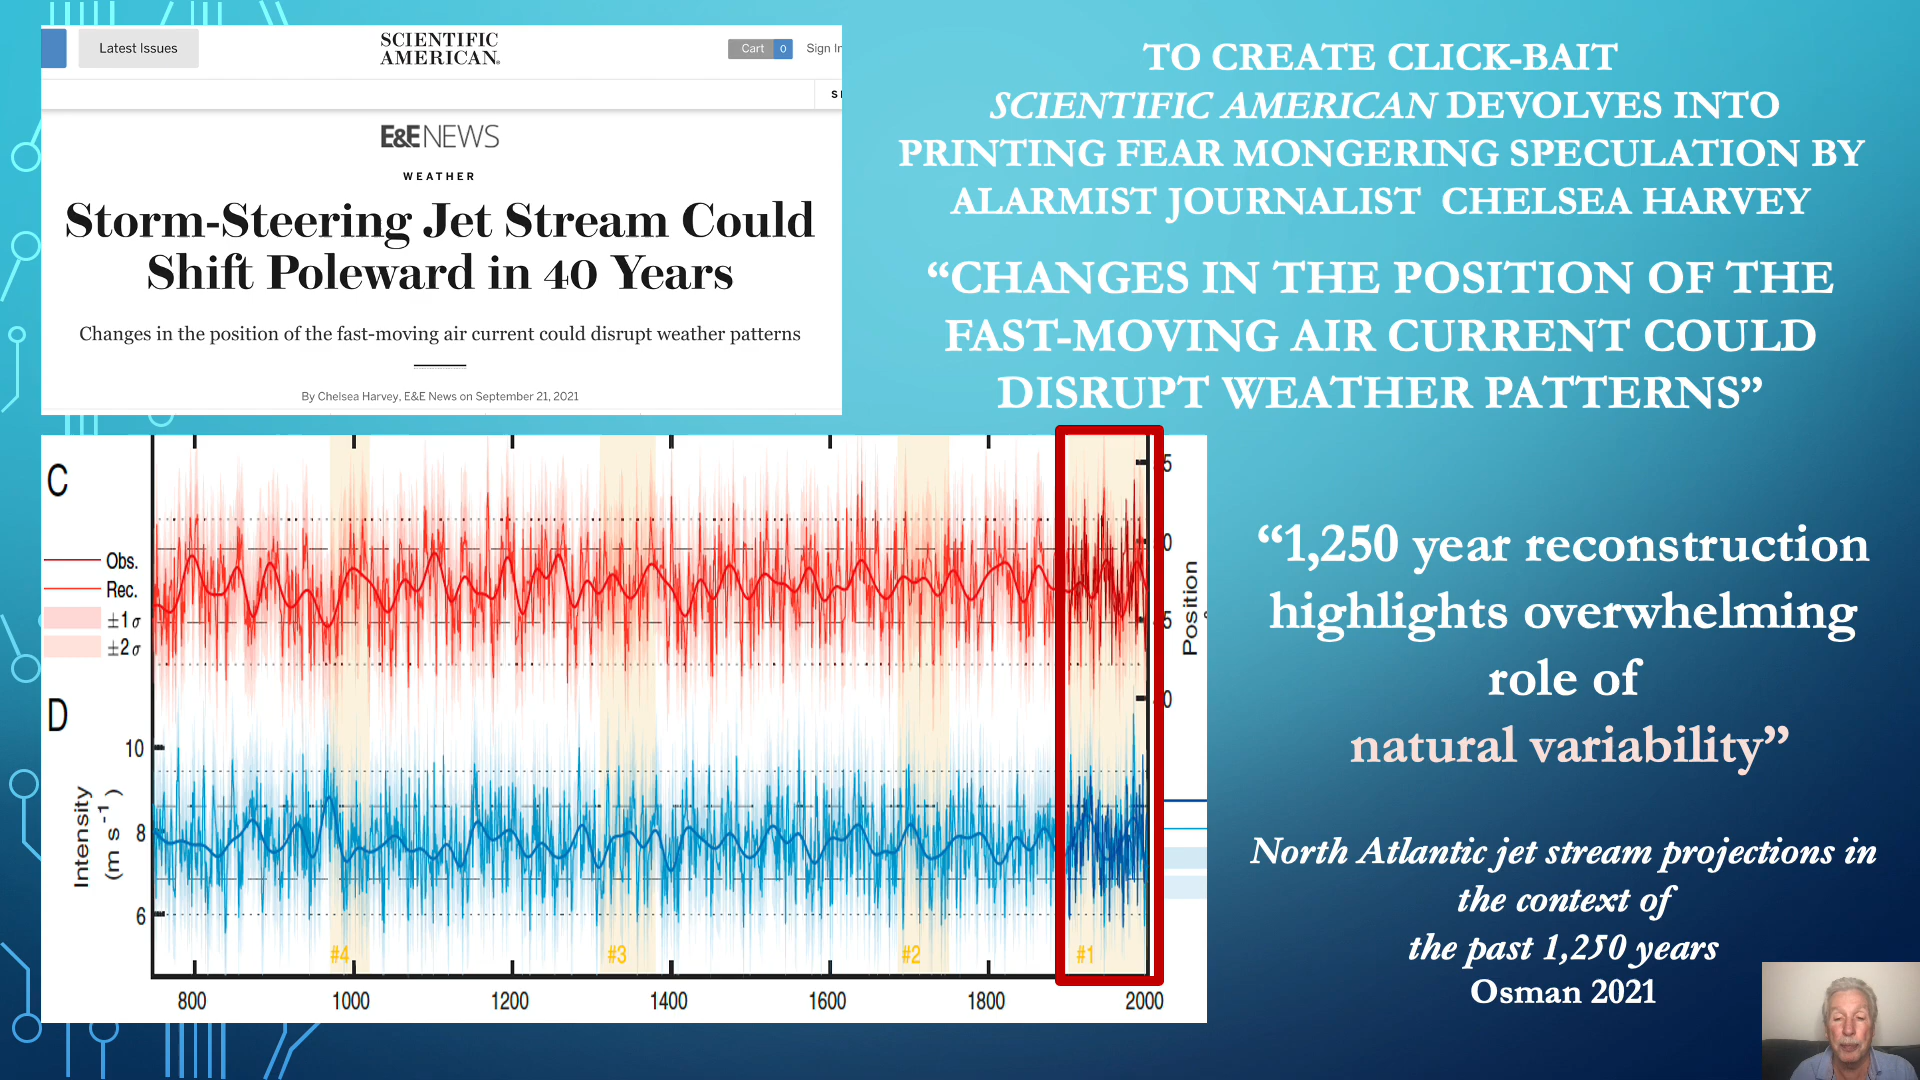 Latest Issues
SCIENTIFIC
AMERICAN.
Cart 0
Sign In
E&E NEWS
WEATHER
Storm-Steering Jet Stream Could
Shift Poleward in 40 Years
Changes in the position of the fast-moving air current could disrupt weather patterns
By Chelsea Harvey, E&E News on September 21, 2021
TO CREATE CLICK-BAIT
SCIENTIFIC AMERICAN DEVOLVES INTO
PRINTING FEAR MONGERING SPECULATION BY
ALARMIST JOURNALIST CHELSEA HARVEY
“CHANGES IN THE POSITION OF THE
FAST-MOVING AIR CURRENT COULD
DISRUPT WEATHER PATTERNS”
C
Obs.
Rec.
±1 σ
±2 σ
Position
D
10
8
6
Intensity
(m s⁻¹)
#4
#3
#2
#1
800
1000
1200
1400
1600
1800
2000
“1,250 year reconstruction
highlights overwhelming
role of
natural variability”
North Atlantic jet stream projections in
the context of
the past 1,250 years
Osman 2021